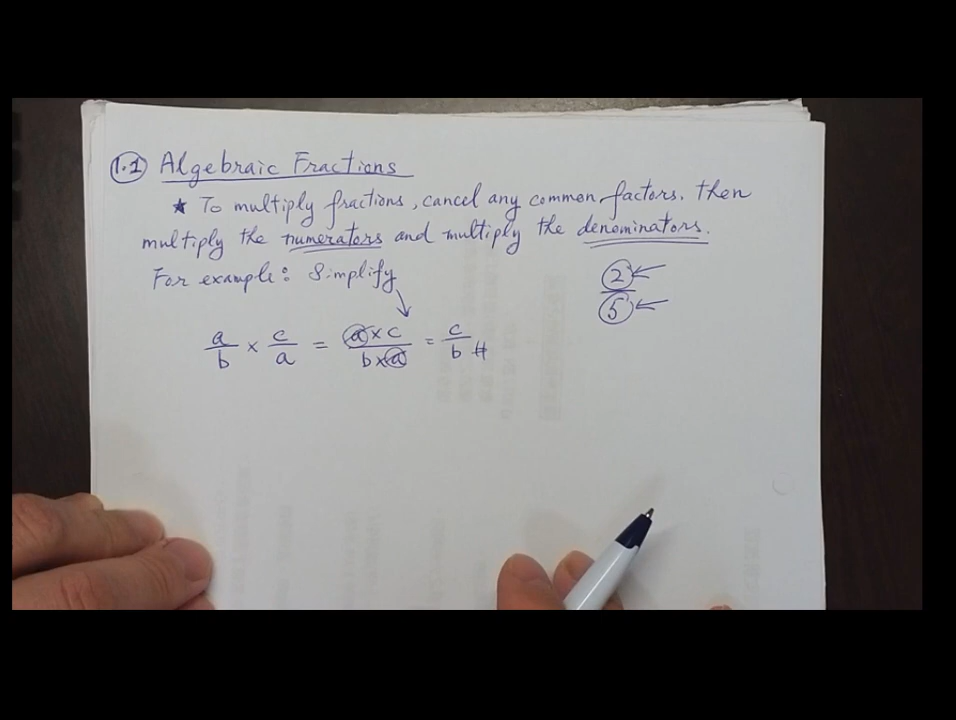 1.1 Algebraic Fractions
★ To multiply fractions, cancel any common factors. Then
multiply the numerators and multiply the denominators.
For example: Simplify
2/5
a/b × c/a = a×c/b×a = c/b #